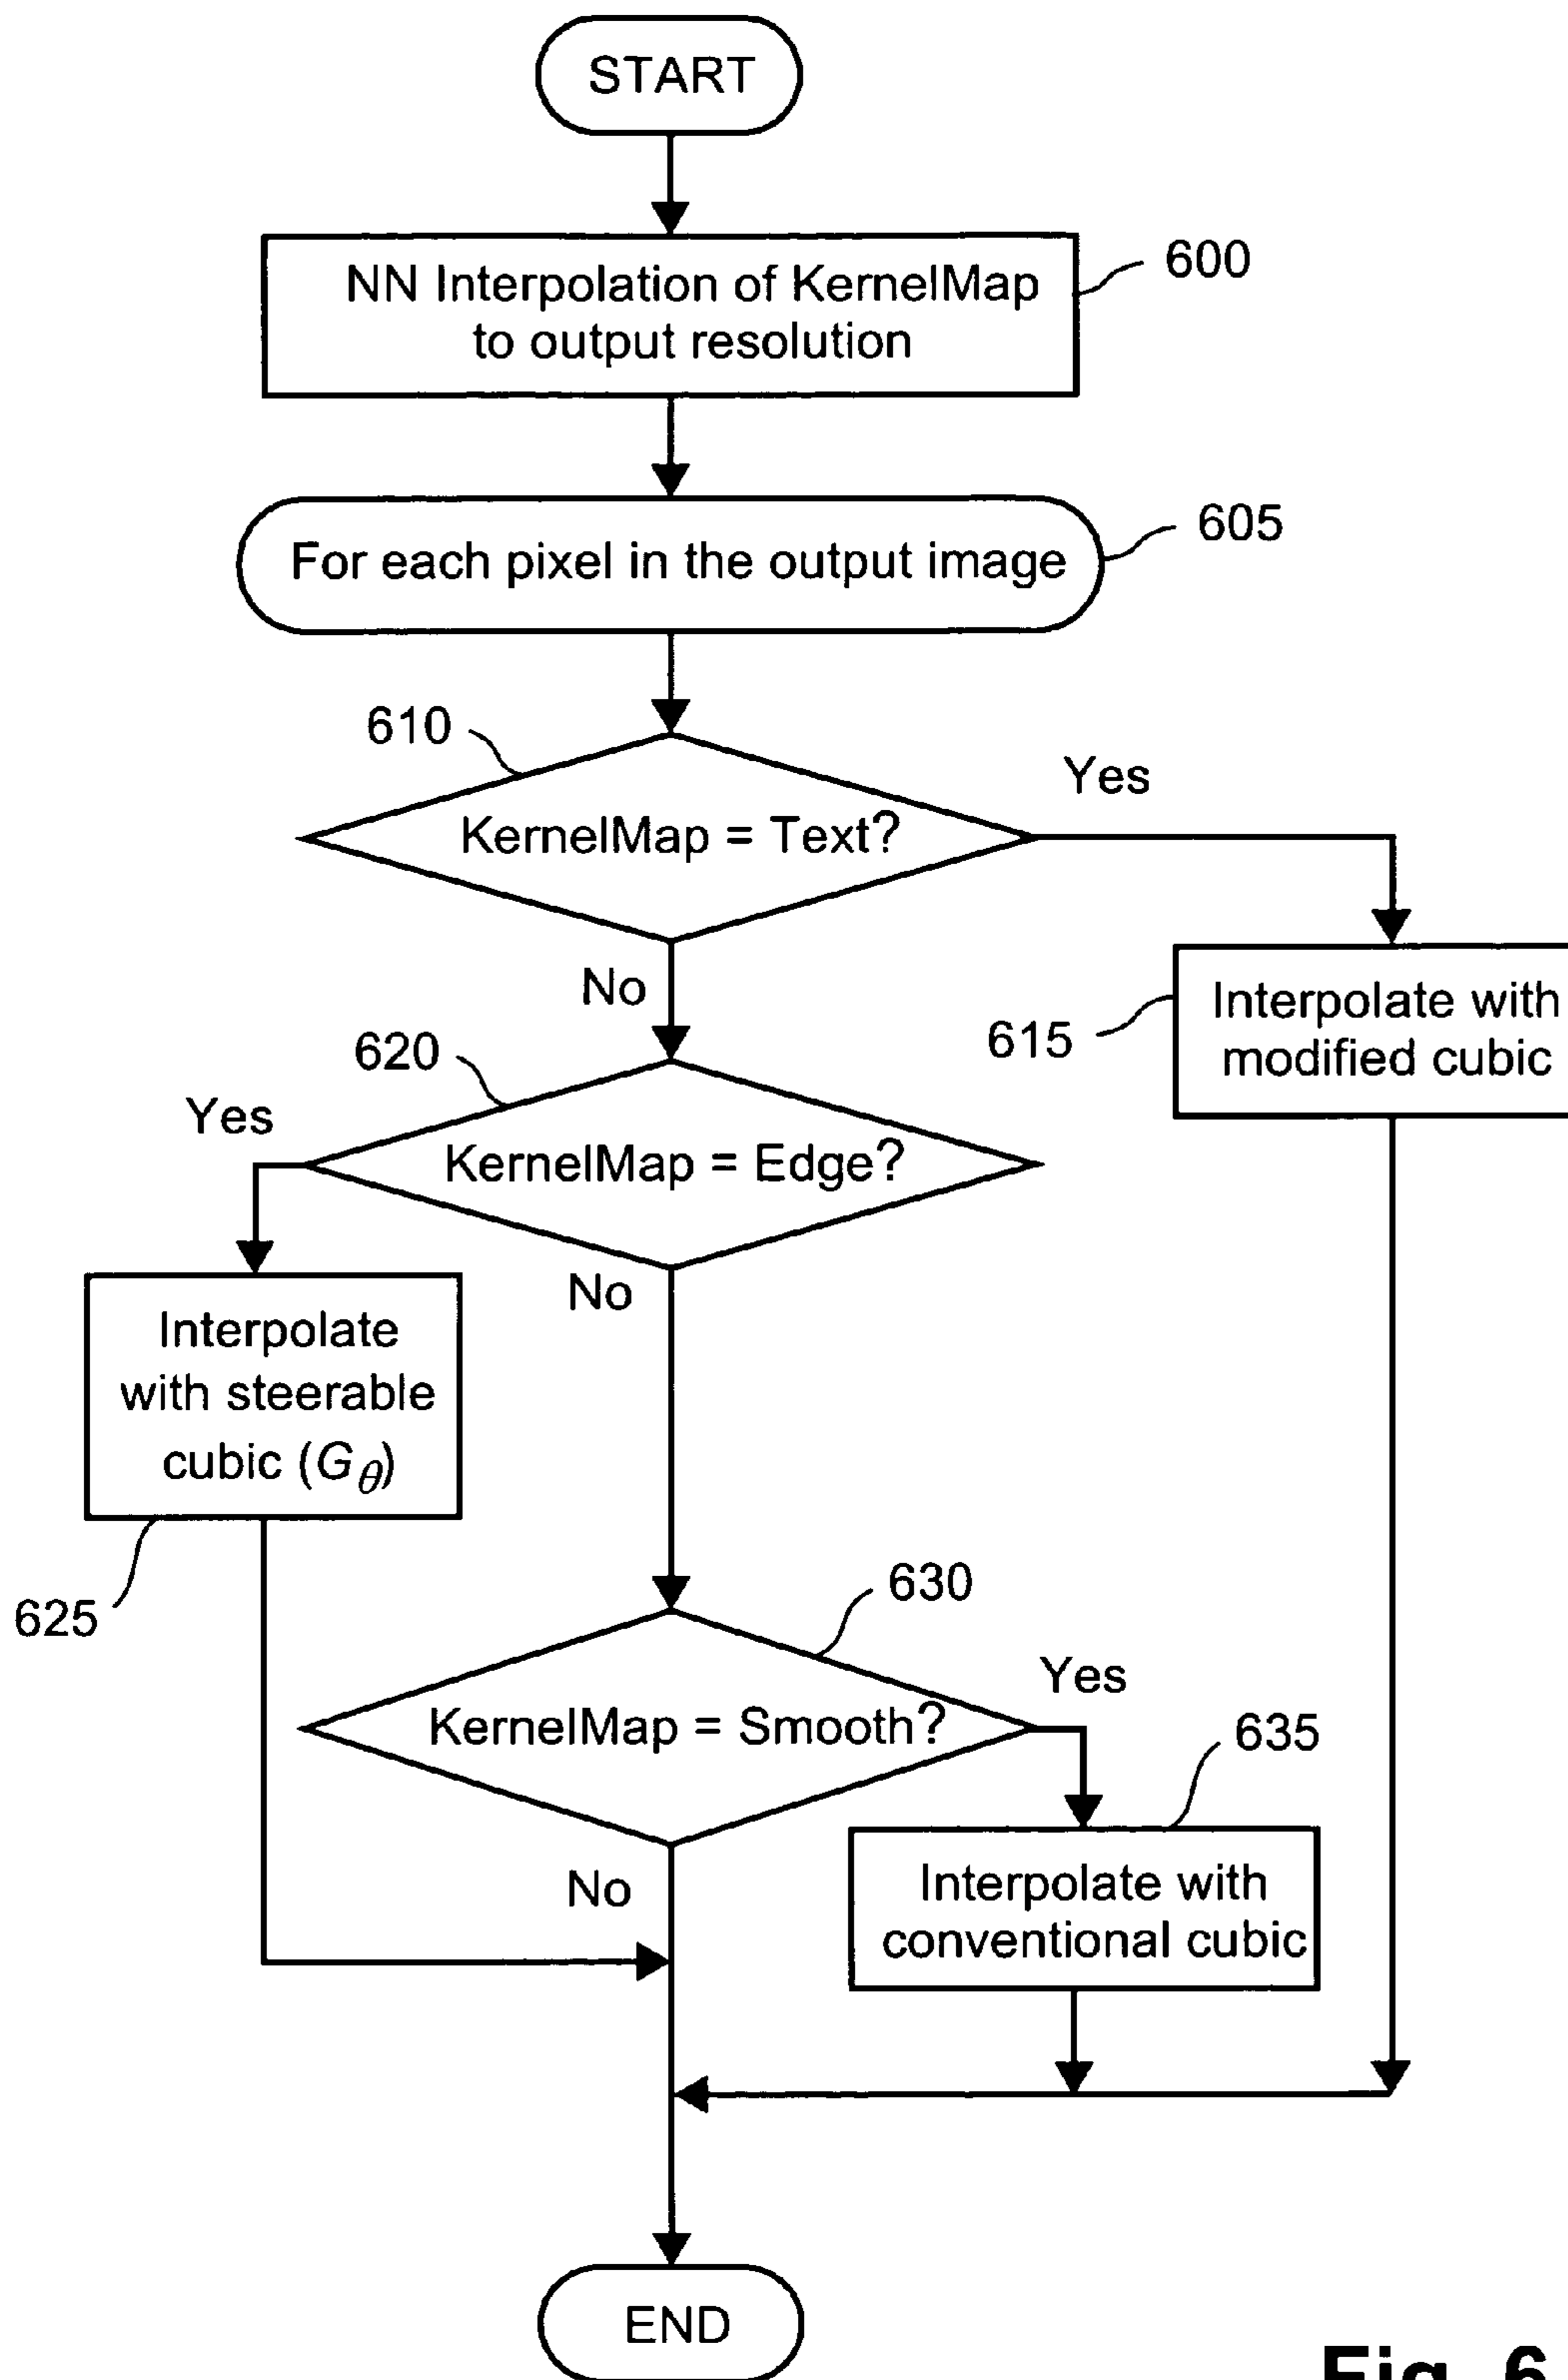 START
NN Interpolation of KernelMap
to output resolution
600
For each pixel in the output image
605
610
KernelMap = Text?
Yes
No
Interpolate with
modified cubic
615
620
KernelMap = Edge?
Yes
No
Interpolate
with steerable
cubic (Gθ)
625
630
KernelMap = Smooth?
Yes
No
635
Interpolate with
conventional cubic
END
Fig. 6